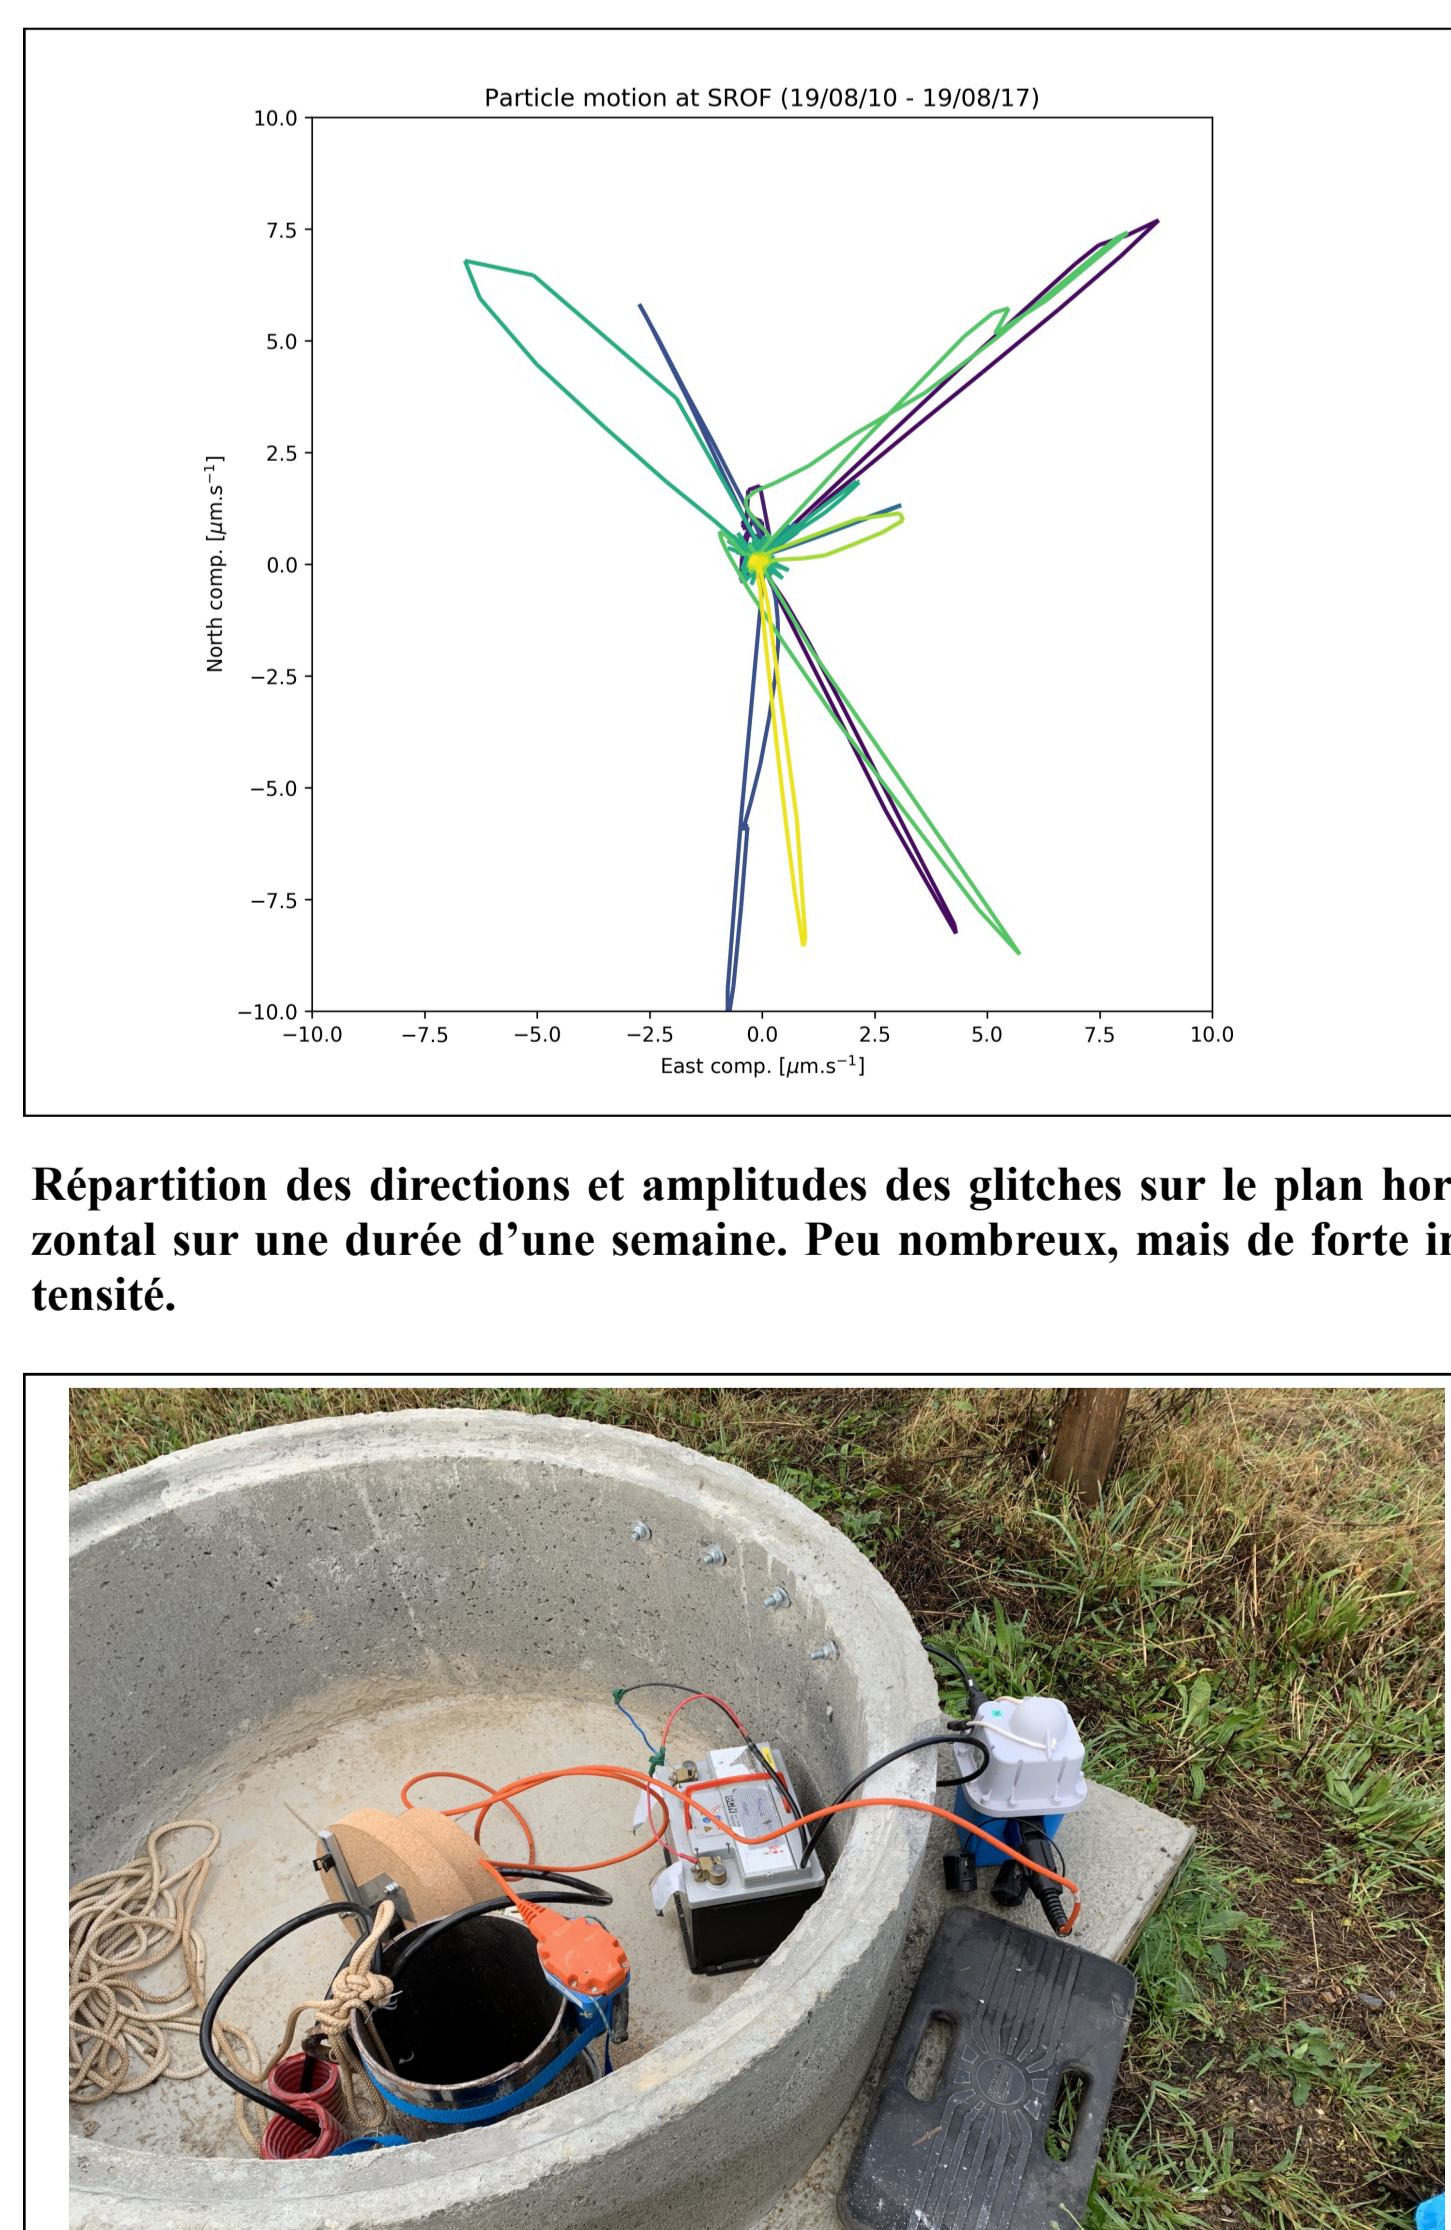 Particle motion at SROF (19/08/10 - 19/08/17)
10.0
7.5
5.0
2.5
0.0
−2.5
−5.0
−7.5
−10.0
North comp. [μm.s⁻¹]
−10.0 −7.5 −5.0 −2.5 0.0 2.5 5.0 7.5 10.0
East comp. [μm.s⁻¹]
Répartition des directions et amplitudes des glitches sur le plan hor
zontal sur une durée d’une semaine. Peu nombreux, mais de forte in
tensité.